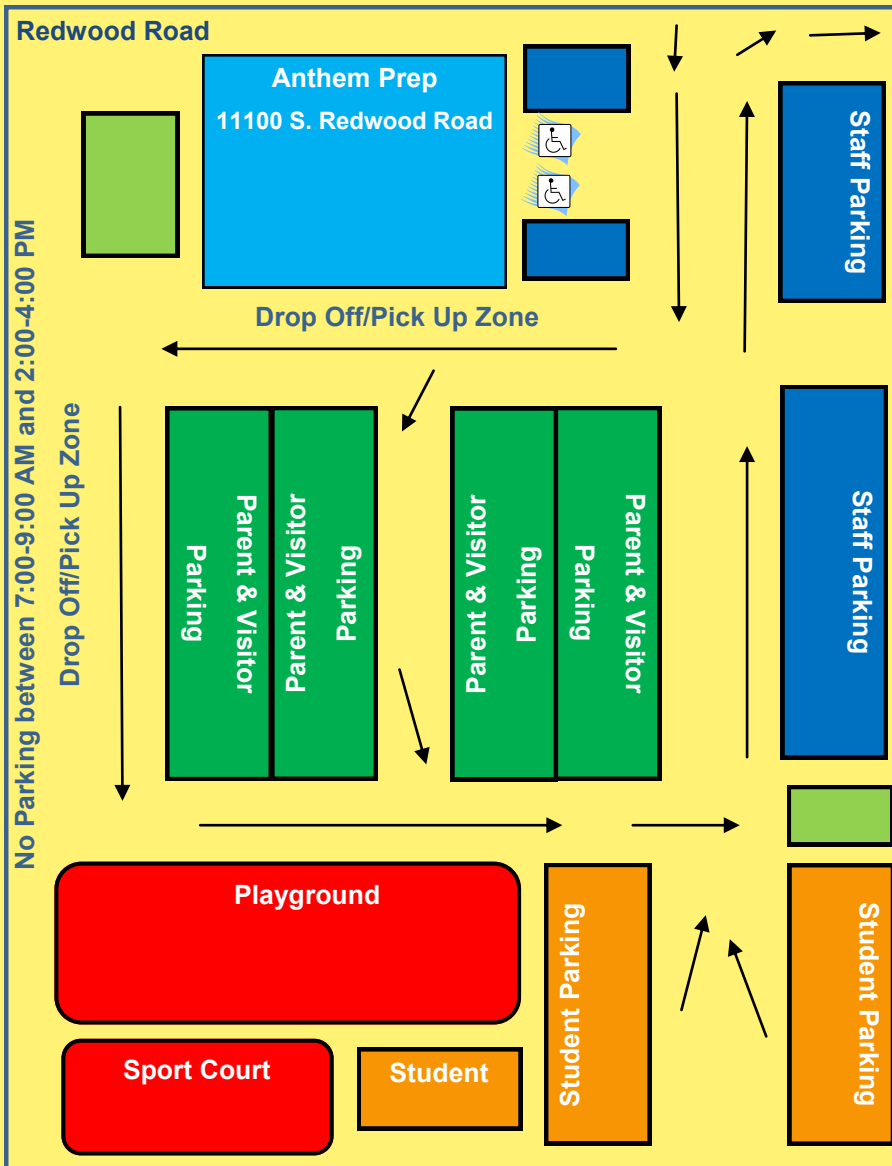 Redwood Road
Anthem Prep
11100 S. Redwood Road
Staff Parking
No Parking between 7:00-9:00 AM and 2:00-4:00 PM
Drop Off/Pick Up Zone
Drop Off/Pick Up Zone
Parent & Visitor
Parking
Parent & Visitor
Parking
Parent & Visitor
Parking
Parent & Visitor
Parking
Staff Parking
Playground
Student Parking
Student Parking
Sport Court
Student